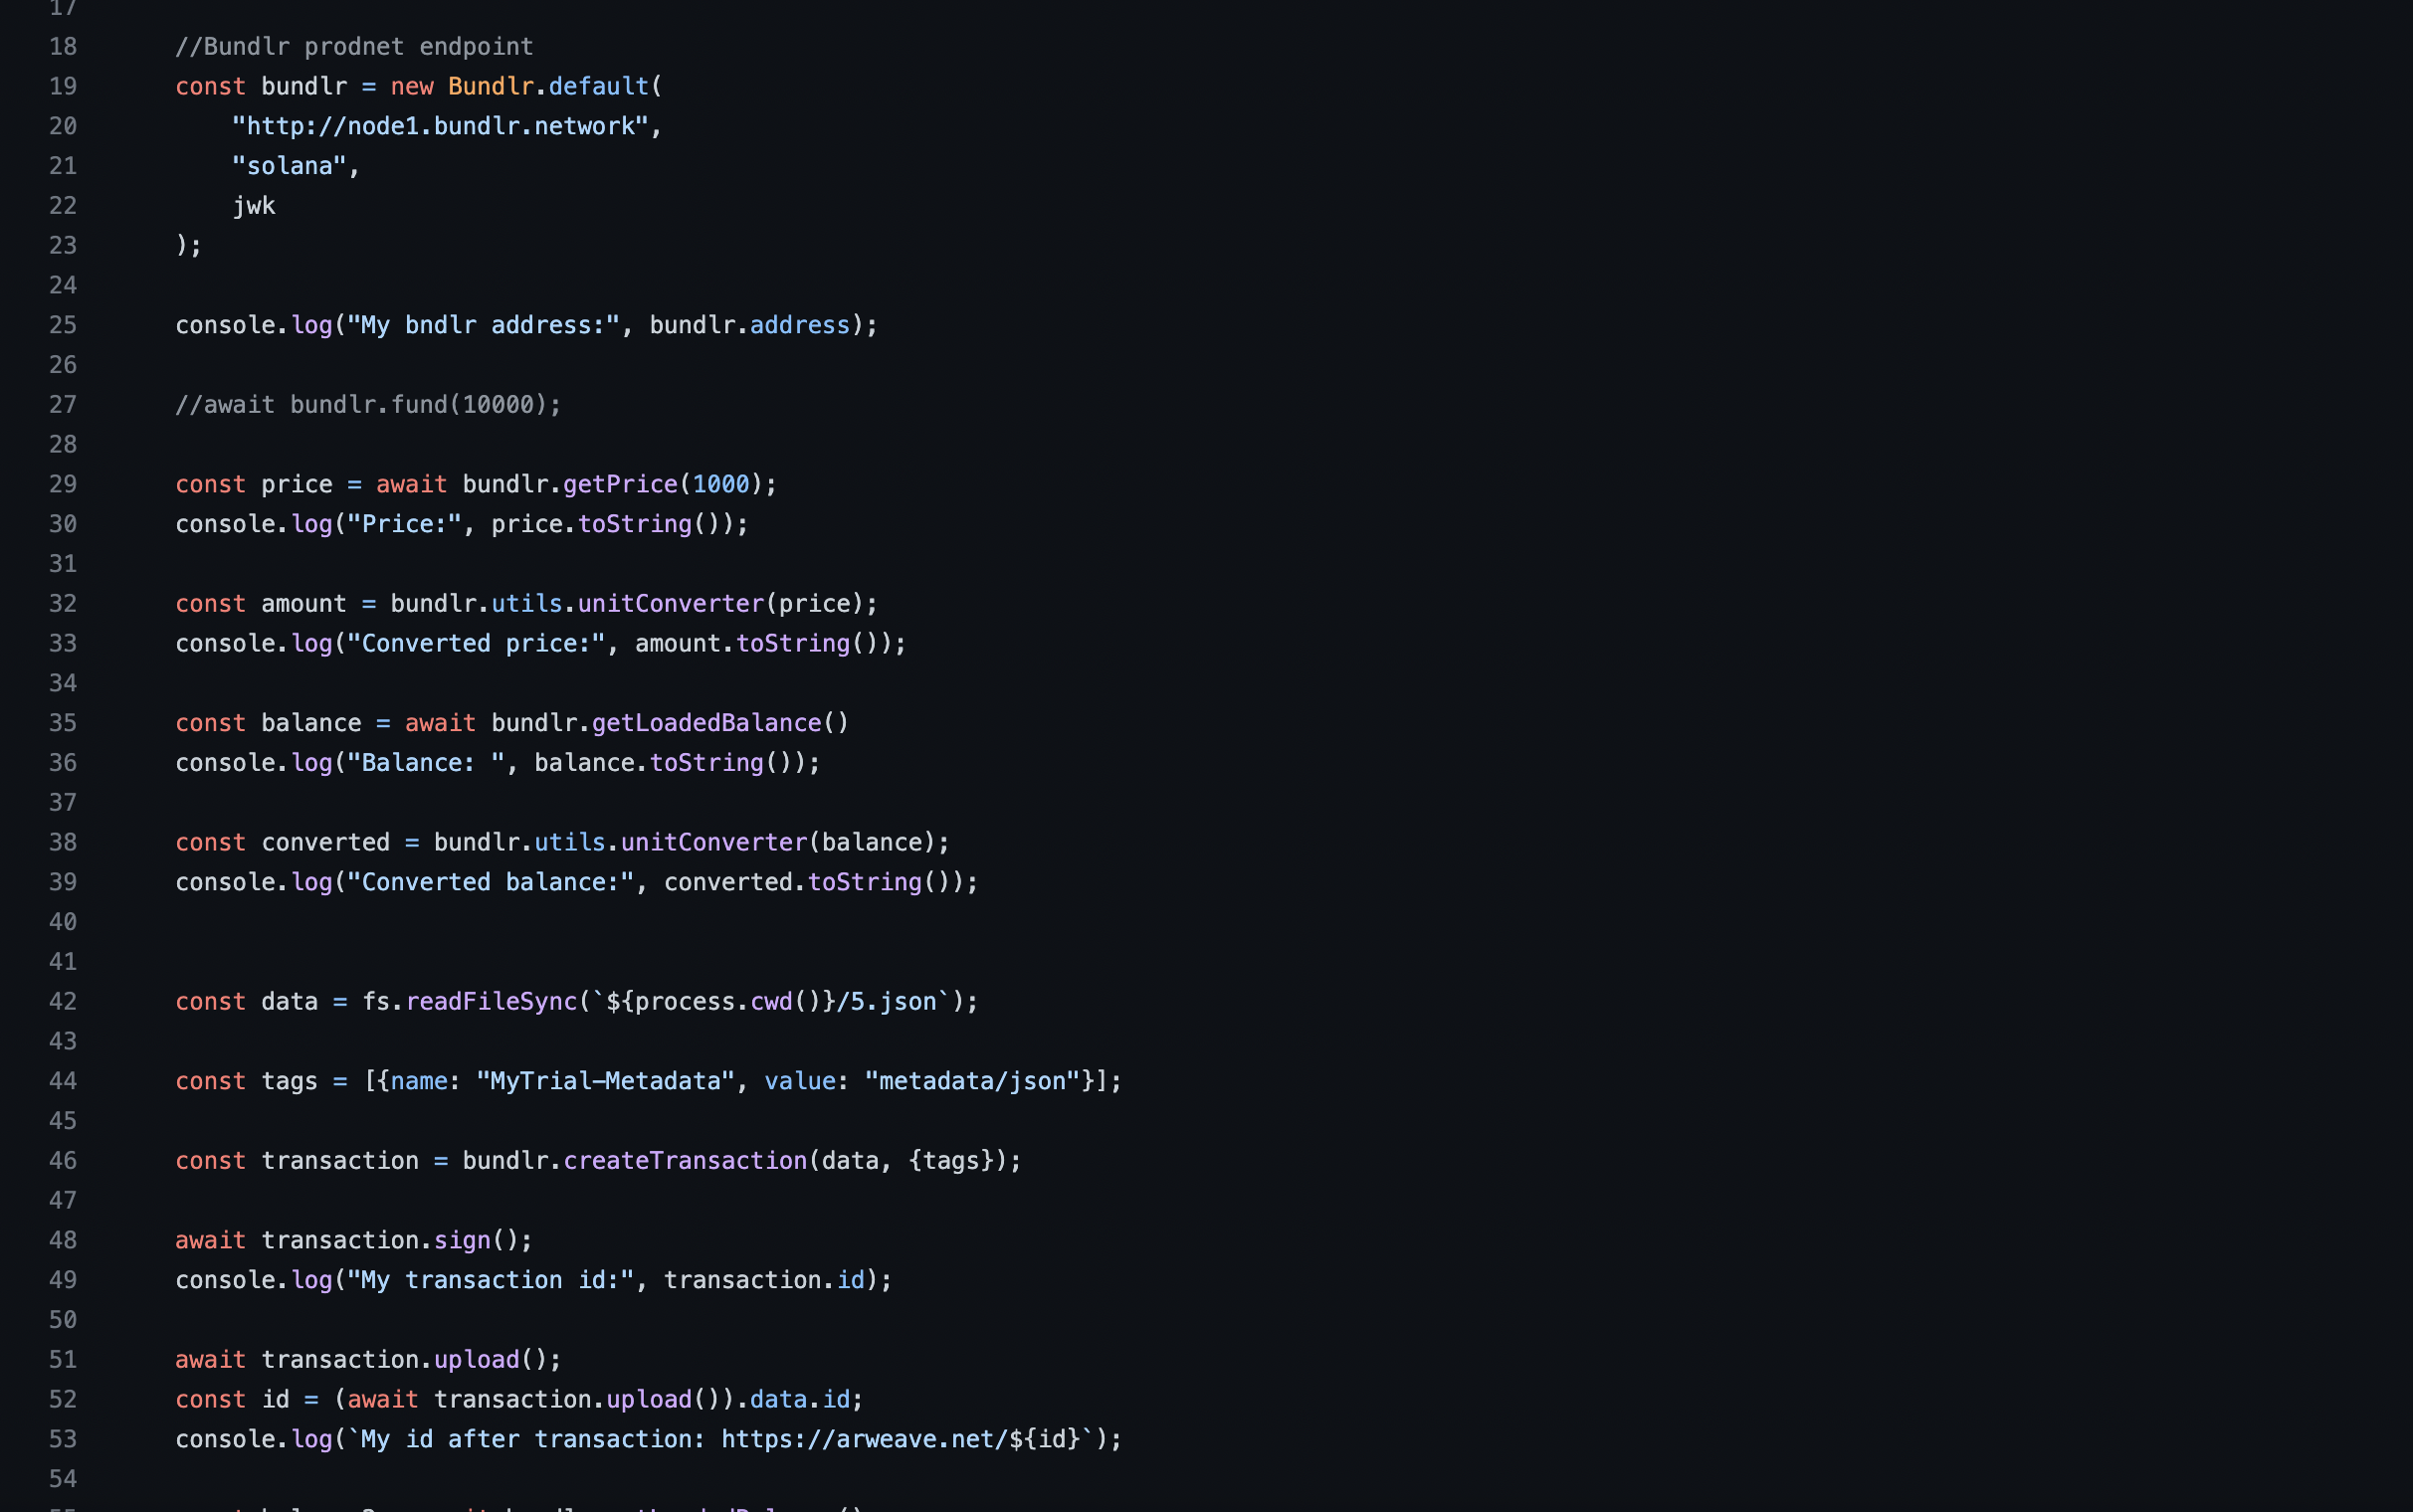 17
18 //Bundlr prodnet endpoint
19 const bundlr = new Bundlr.default(
20 "http://node1.bundlr.network",
21 "solana",
22 jwk
23 );
24
25 console.log("My bndlr address:", bundlr.address);
26
27 //await bundlr.fund(10000);
28
29 const price = await bundlr.getPrice(1000);
30 console.log("Price:", price.toString());
31
32 const amount = bundlr.utils.unitConverter(price);
33 console.log("Converted price:", amount.toString());
34
35 const balance = await bundlr.getLoadedBalance()
36 console.log("Balance: ", balance.toString());
37
38 const converted = bundlr.utils.unitConverter(balance);
39 console.log("Converted balance:", converted.toString());
40
41
42 const data = fs.readFileSync(`${process.cwd()}/5.json`);
43
44 const tags = [{name: "MyTrial-Metadata", value: "metadata/json"}];
45
46 const transaction = bundlr.createTransaction(data, {tags});
47
48 await transaction.sign();
49 console.log("My transaction id:", transaction.id);
50
51 await transaction.upload();
52 const id = (await transaction.upload()).data.id;
53 console.log(`My id after transaction: https://arweave.net/${id}`);
54